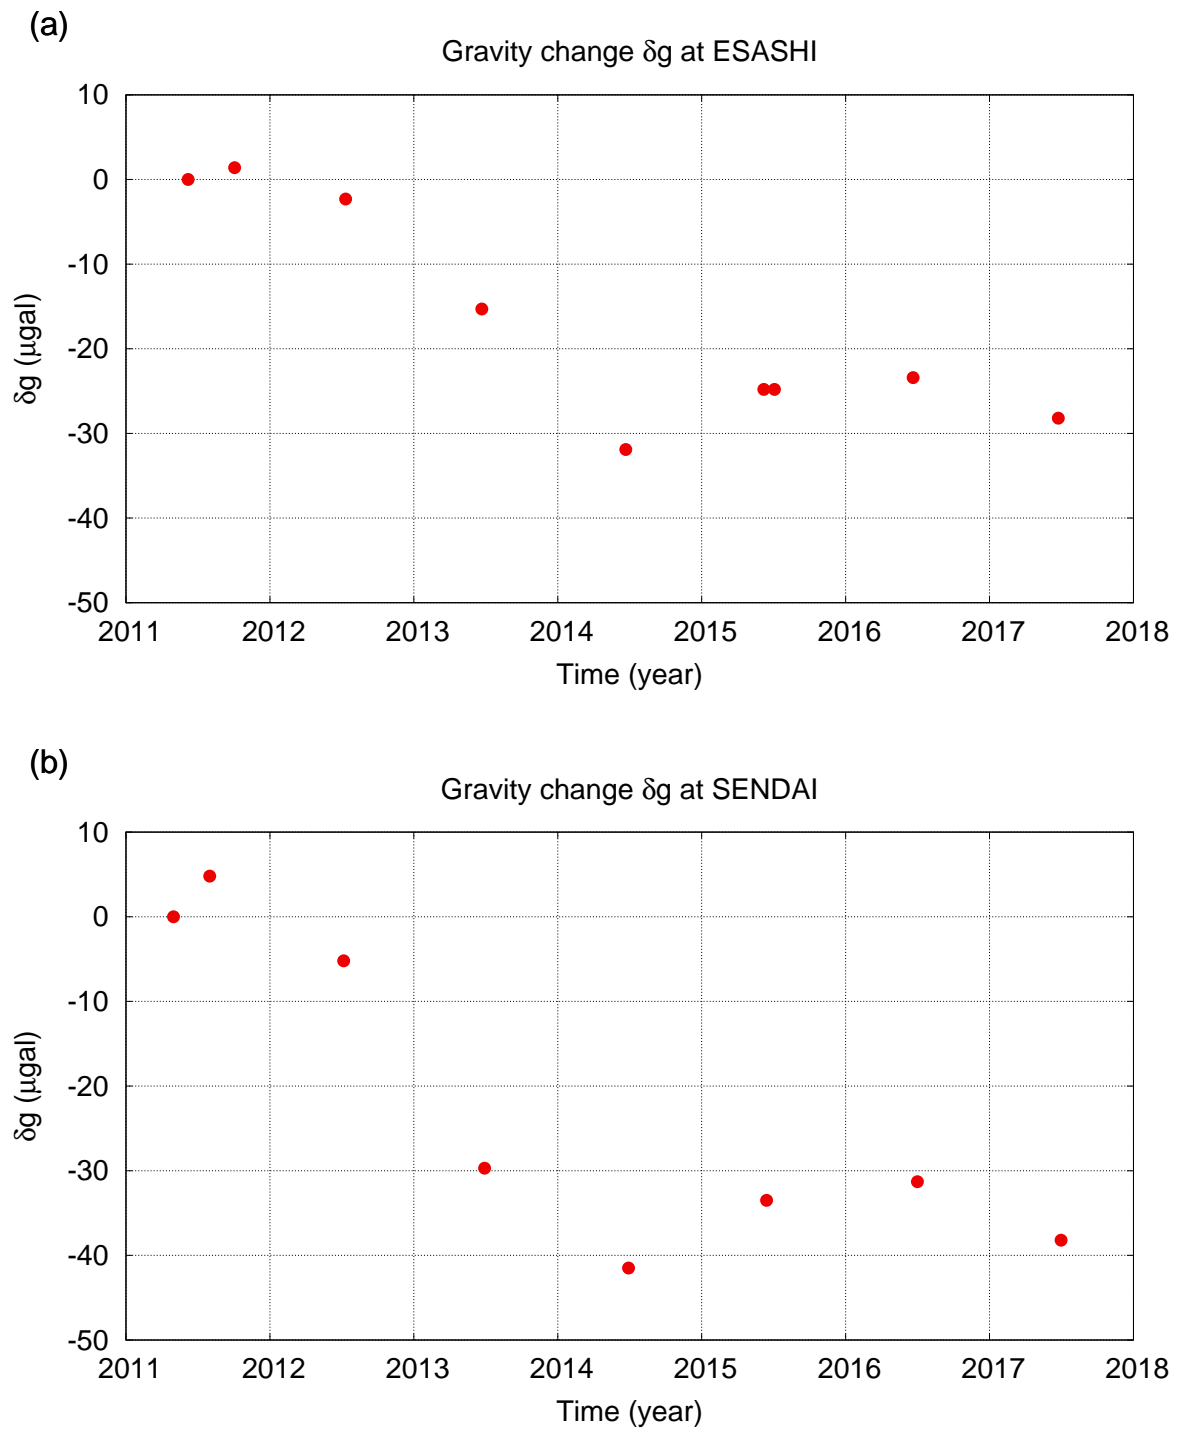 (a)
Gravity change δg at ESASHI
10
0
-10
-20
-30
-40
-50
δg (μgal)
2011 2012 2013 2014 2015 2016 2017 2018
Time (year)
(b)
Gravity change δg at SENDAI
10
0
-10
-20
-30
-40
-50
δg (μgal)
2011 2012 2013 2014 2015 2016 2017 2018
Time (year)